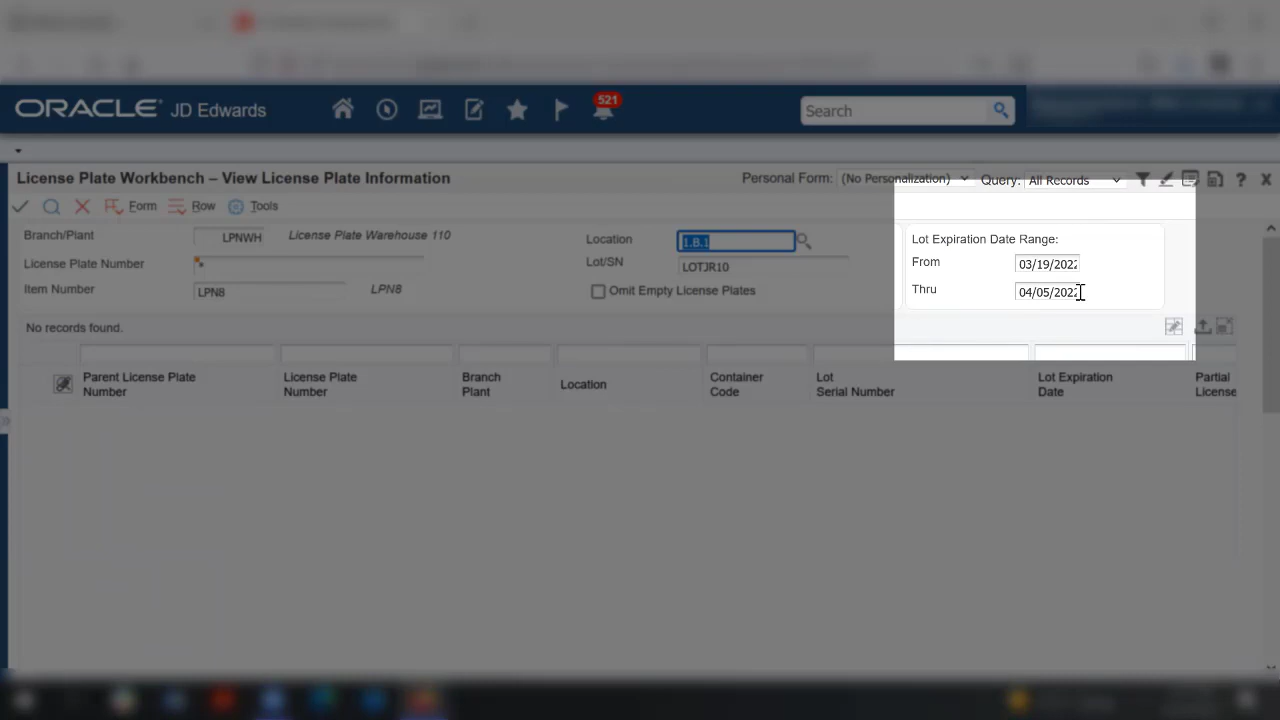 ORACLE JD Edwards
521
Search
License Plate Workbench – View License Plate Information
Personal Form: (No Personalization)
Query: All Records
Form
Row
Tools
Branch/Plant LPNWH License Plate Warehouse 110
License Plate Number *
Item Number LPN8 LPN8
Location 1.B.1
Lot/SN LOTJR10
Omit Empty License Plates
Lot Expiration Date Range:
From 03/19/2022
Thru 04/05/2022
No records found.
Parent License Plate
Number
License Plate
Number
Branch
Plant
Location
Container
Code
Lot
Serial Number
Lot Expiration
Date
Partial
License